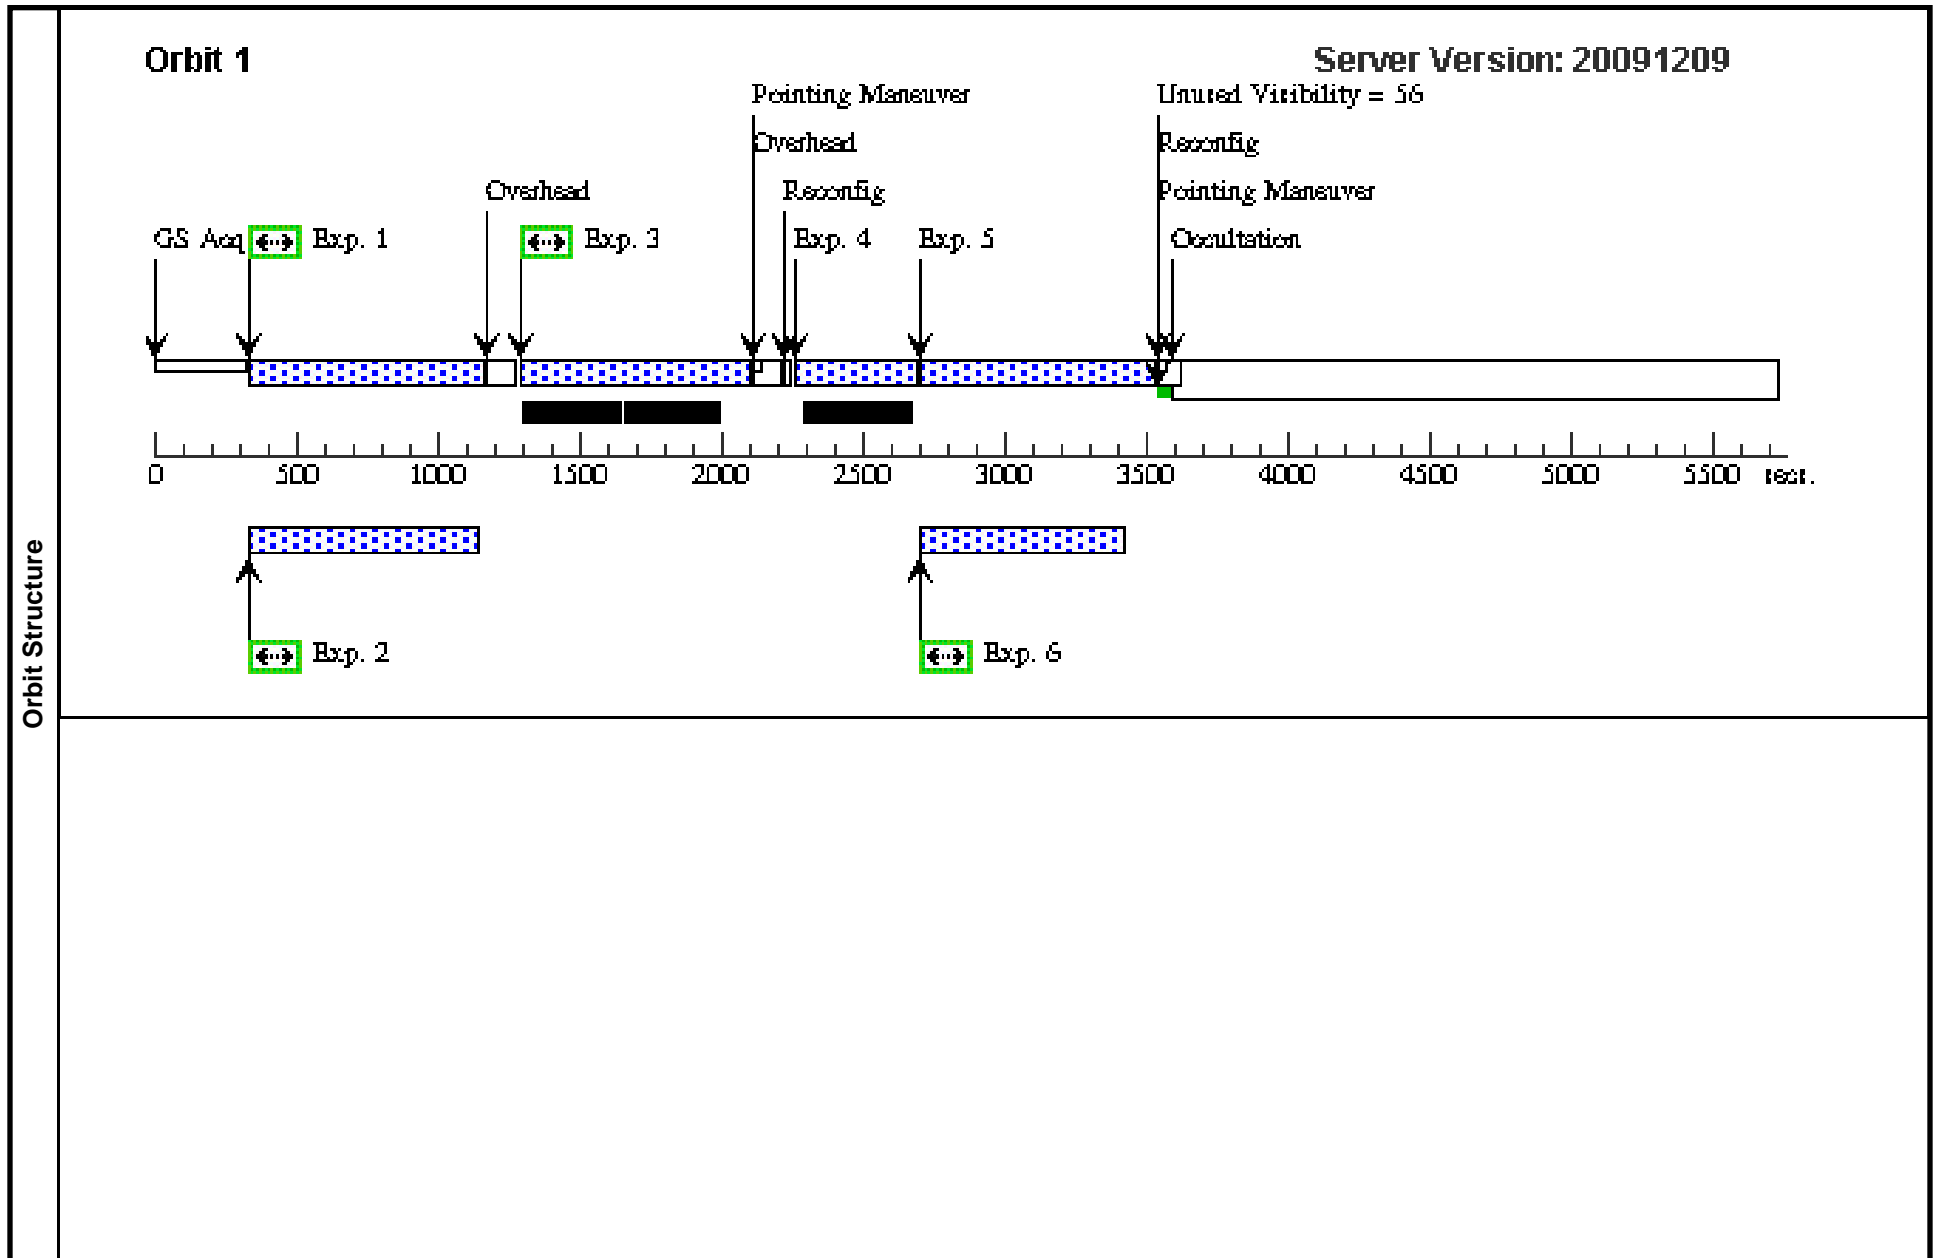 Orbit 1
Server Version: 20091209
Pointing Maneuver
Unused Visibility = 56
Overhead
Reconfig
Overhead
Reconfig
Pointing Maneuver
GS Acq
Exp. 1
Exp. 3
Exp. 4
Exp. 5
Occultation
0 500 1000 1500 2000 2500 3000 3500 4000 4500 5000 5500 secs.
Exp. 2
Exp. 6
Orbit Structure